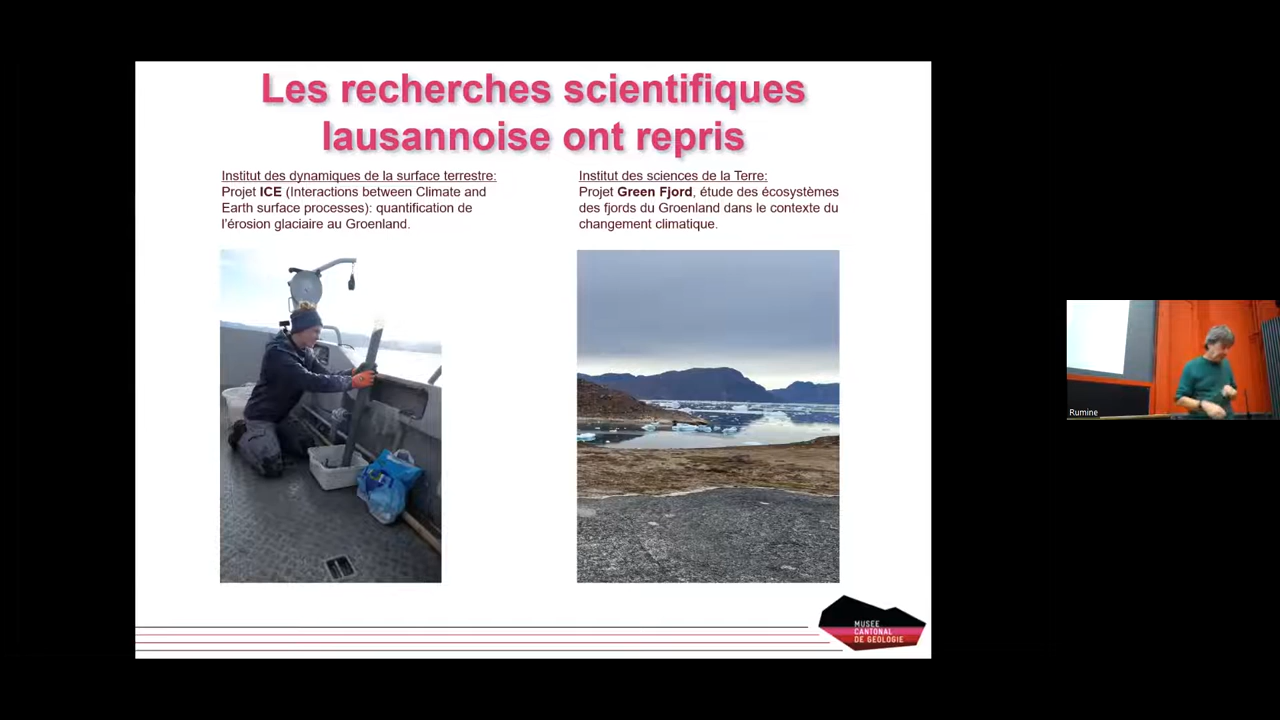 Les recherches scientifiques
lausannoise ont repris
Institut des dynamiques de la surface terrestre:
Projet ICE (Interactions between Climate and
Earth surface processes): quantification de
l'érosion glaciaire au Groenland.
Institut des sciences de la Terre:
Projet Green Fjord, étude des écosystèmes
des fjords du Groenland dans le contexte du
changement climatique.
Rumine
MUSEE
CANTONAL
DE GEOLOGIE